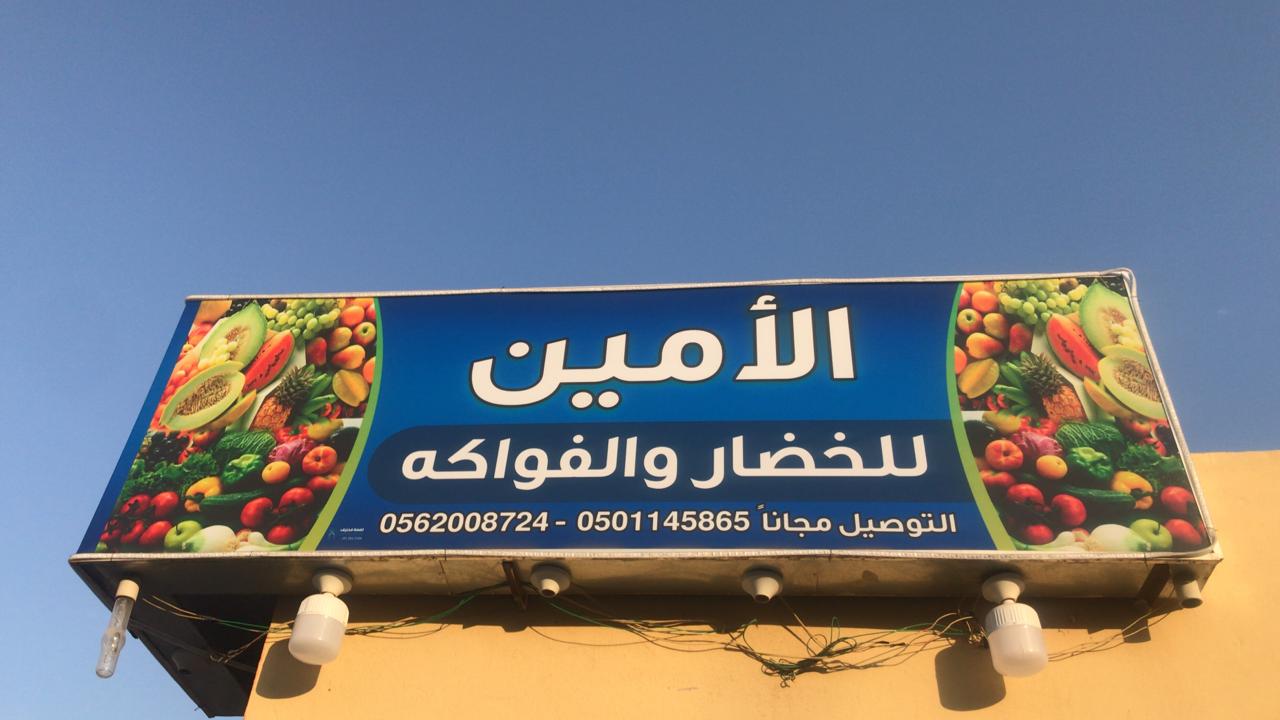 الأمين
للخضار والفواكه
التوصيل مجاناً 0501145865 - 0562008724